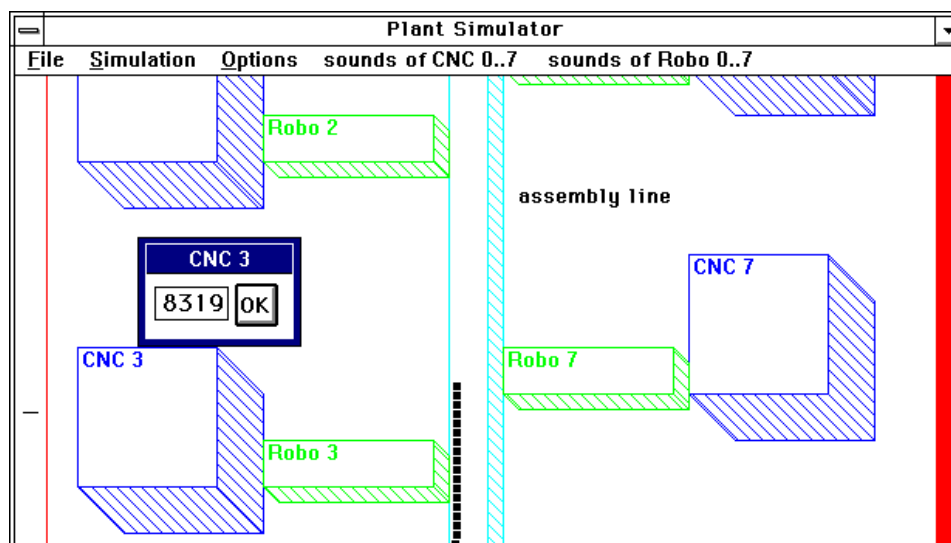 Plant Simulator
File Simulation Options sounds of CNC 0..7 sounds of Robo 0..7
Robo 2
assembly line
CNC 3
8319 OK
CNC 7
CNC 3
Robo 7
Robo 3